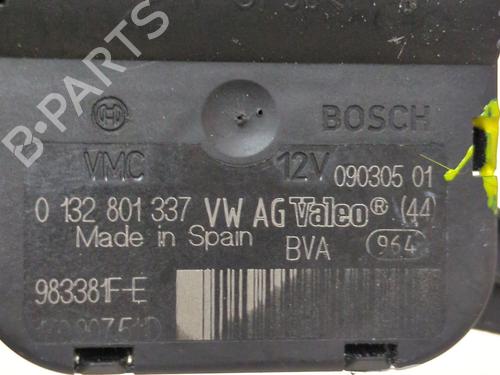 B-PARTS
BOSCH
VMC 12V 090305 01
0 132 801 337 VW AG Valeo® (44)
Made in Spain BVA 964
983381F-E